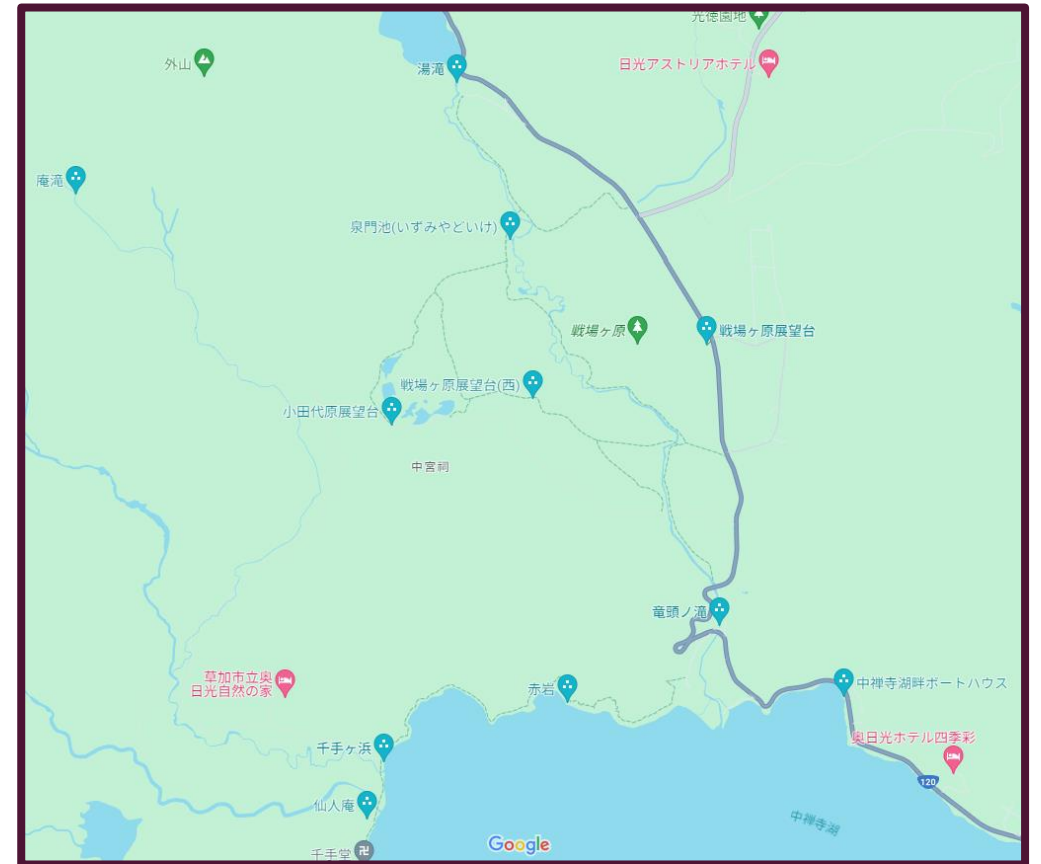 光徳園地
外山
湯滝
日光アストリアホテル
庵滝
泉門池(いずみやどいけ)
戦場ヶ原
戦場ヶ原展望台
戦場ヶ原展望台(西)
小田代原展望台
中宮祠
竜頭ノ滝
草加市立奥
日光自然の家
赤岩
中禅寺湖畔ボートハウス
千手ヶ浜
奥日光ホテル四季彩
120
仙人庵
中禅寺湖
千手堂
卍
Google